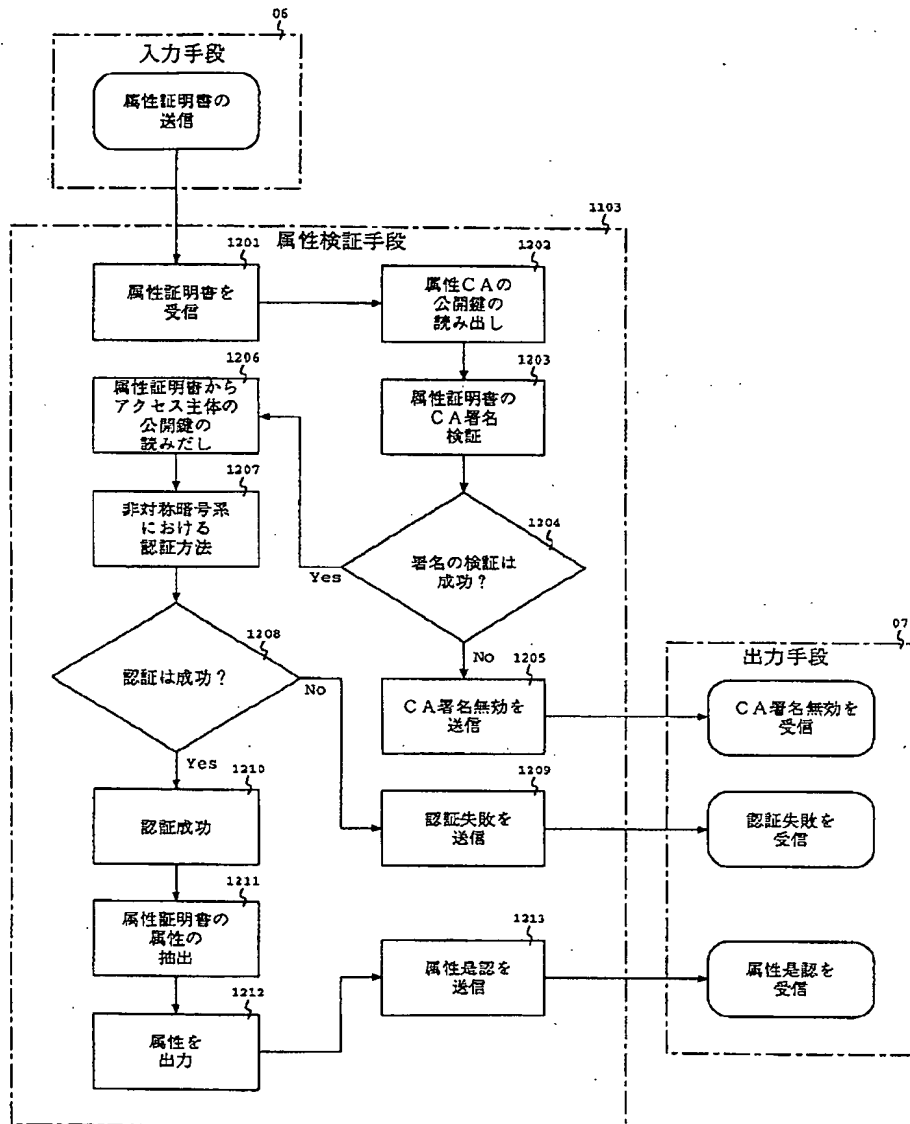 06
入力手段
属性証明書の
送信
1103
属性検証手段
1201
属性証明書を
受信
1202
属性CAの
公開鍵の
読み出し
1203
属性証明書の
CA署名
検証
1204
署名の検証は
成功?
Yes
No
1206
属性証明書から
アクセス主体の
公開鍵の
読みだし
1207
非対称暗号系
における
認証方法
1208
認証は成功?
No
Yes
1205
CA署名無効を
送信
1209
認証失敗を
送信
1210
認証成功
1211
属性証明書の
属性の
抽出
1212
属性を
出力
1213
属性是認を
送信
07
出力手段
CA署名無効を
受信
認証失敗を
受信
属性是認を
受信